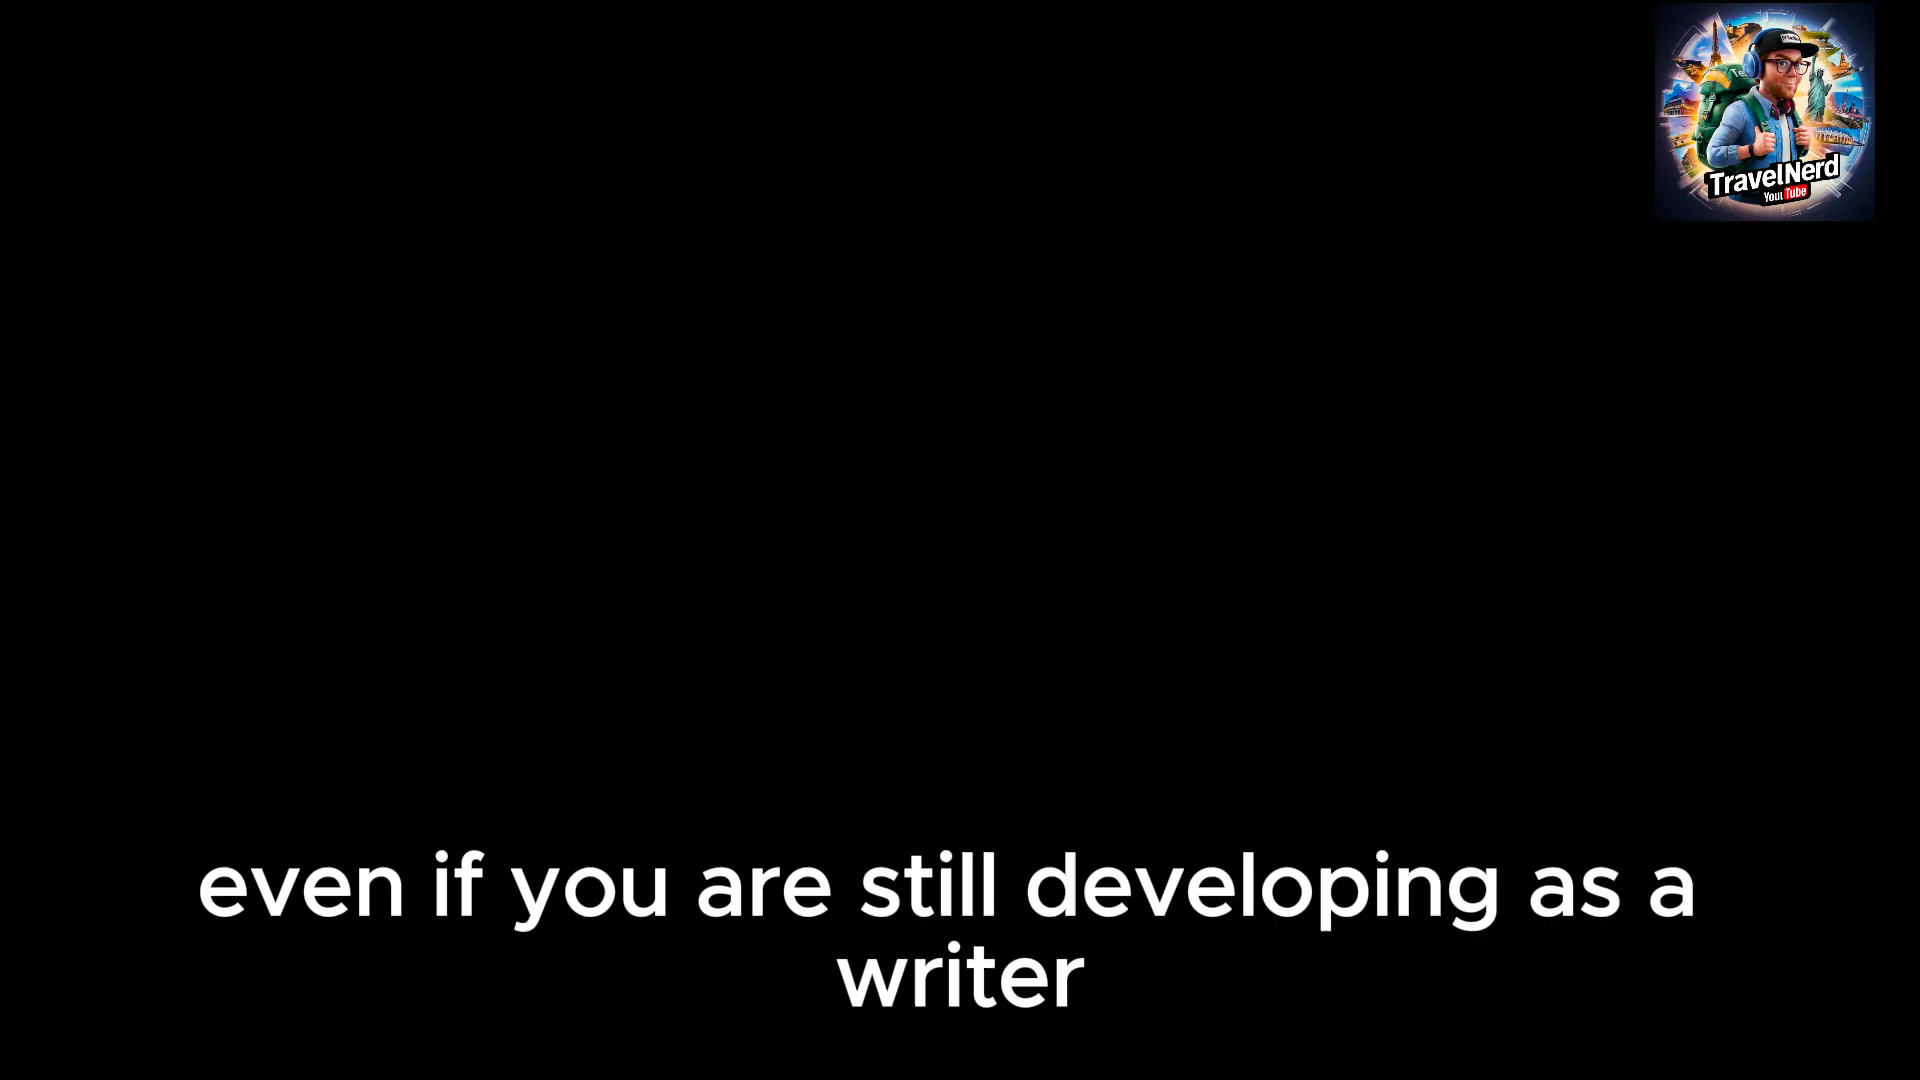 TravelNerd
YouTube
even if you are still developing as a
writer